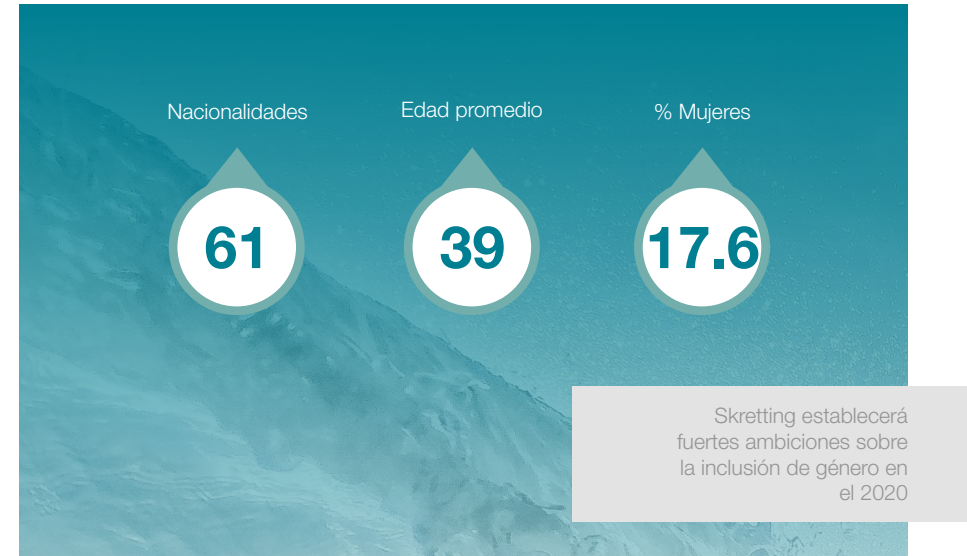 Nacionalidades
Edad promedio
% Mujeres
61
39
17.6
Skretting establecerá
fuertes ambiciones sobre
la inclusión de género en
el 2020